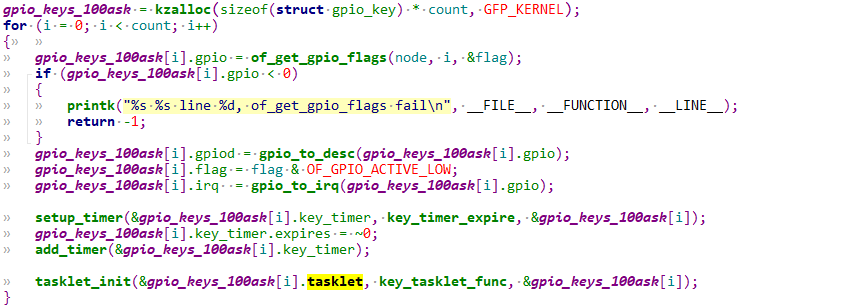 gpio_keys_100ask = kzalloc(sizeof(struct gpio_key) * count, GFP_KERNEL);
for (i = 0; i < count; i++)
{
gpio_keys_100ask[i].gpio = of_get_gpio_flags(node, i, &flag);
if (gpio_keys_100ask[i].gpio < 0)
{
printk("%s %s line %d, of_get_gpio_flags fail\n", __FILE__, __FUNCTION__, __LINE__);
return -1;
}
gpio_keys_100ask[i].gpiod = gpio_to_desc(gpio_keys_100ask[i].gpio);
gpio_keys_100ask[i].flag = flag & OF_GPIO_ACTIVE_LOW;
gpio_keys_100ask[i].irq  = gpio_to_irq(gpio_keys_100ask[i].gpio);
setup_timer(&gpio_keys_100ask[i].key_timer, key_timer_expire, &gpio_keys_100ask[i]);
gpio_keys_100ask[i].key_timer.expires = ~0;
add_timer(&gpio_keys_100ask[i].key_timer);
tasklet_init(&gpio_keys_100ask[i].tasklet, key_tasklet_func, &gpio_keys_100ask[i]);
}